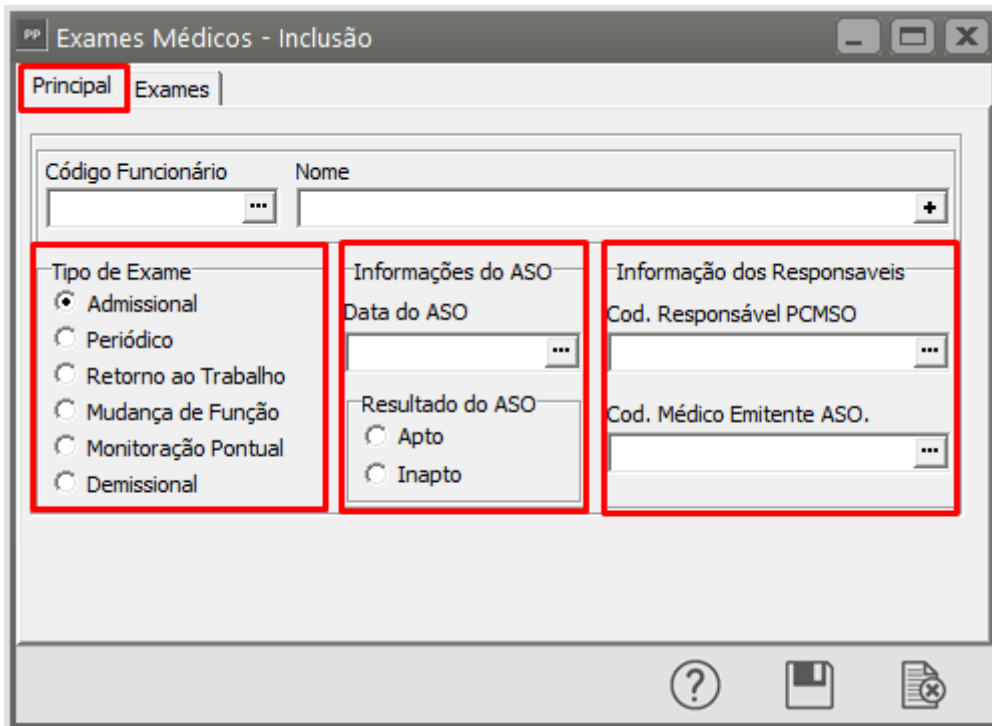 PP Exames Médicos - Inclusão
Principal Exames
Código Funcionário Nome
Tipo de Exame
Admissional
Periódico
Retorno ao Trabalho
Mudança de Função
Monitoração Pontual
Demissional
Informações do ASO
Data do ASO
Resultado do ASO
Apto
Inapto
Informação dos Responsaveis
Cod. Responsável PCMSO
Cod. Médico Emitente ASO.